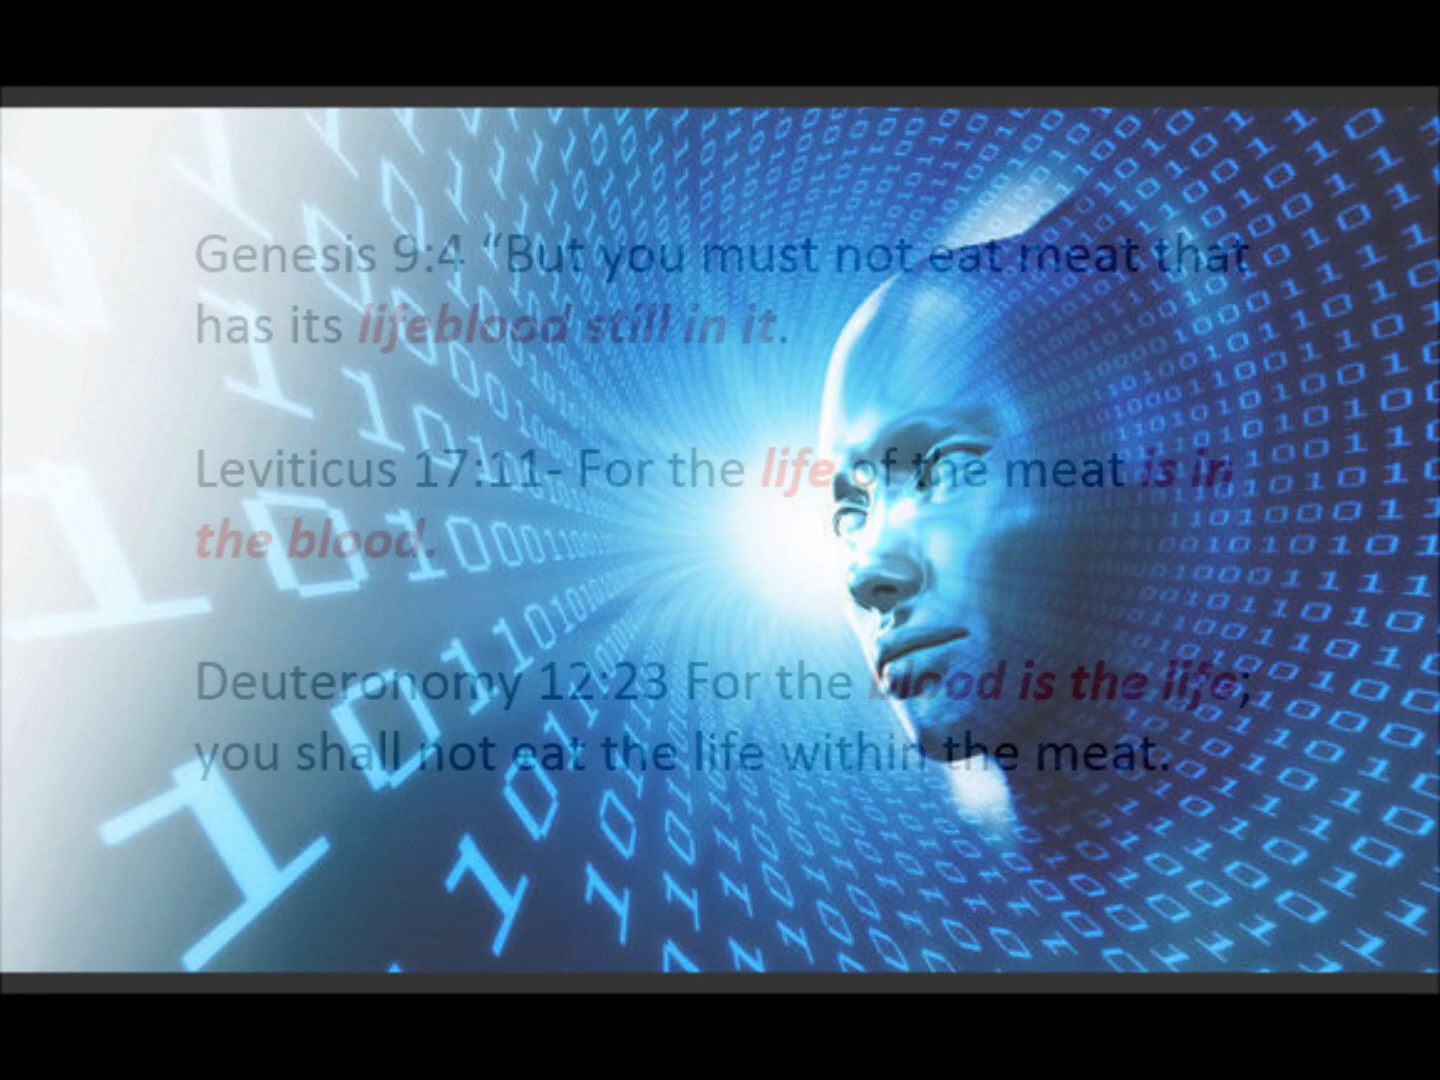 Genesis 9:4 “But you must not eat meat that
has its lifeblood still in it.
Leviticus 17:11- For the life of the meat is in
the blood.
Deuteronomy 12:23 For the blood is the life;
you shall not eat the life within the meat.